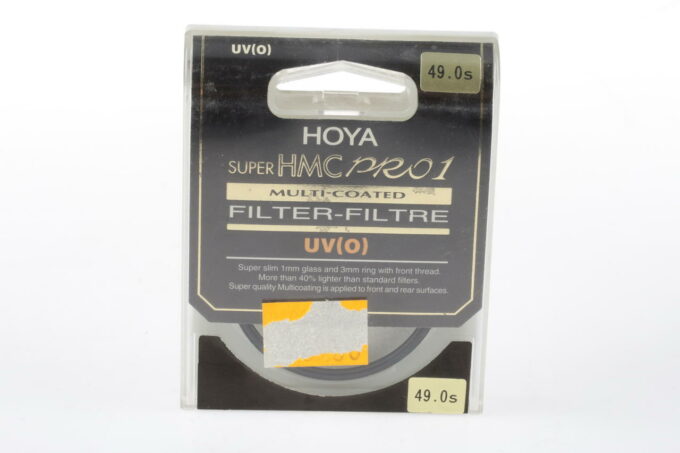 UV(O)
49.0s
HOYA
SUPER HMC PRO1
MULTI-COATED
FILTER-FILTRE
UV(O)
Super slim 1mm glass and 3mm ring with front thread.
More than 40% lighter than standard filters.
Super quality Multicoating is applied to front and rear surfaces.
49.0s